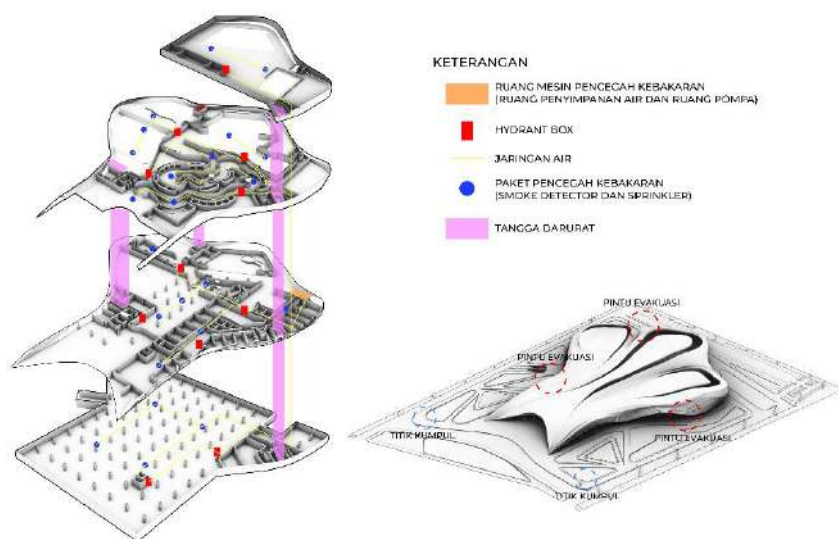 KETERANGAN
RUANG MESIN PENCEGAH KEBAKARAN
(RUANG PENYIMPANAN AIR DAN RUANG POMPA)
HYDRANT BOX
JARINGAN AIR
PAKET PENCEGAH KEBAKARAN
(SMOKE DETECTOR DAN SPRINKLER)
TANGGA DARURAT
PINTU EVAKUASI
PINTU EVAKUASI
TITIK KUMPUL
PINTU EVAKUASI
TITIK KUMPUL